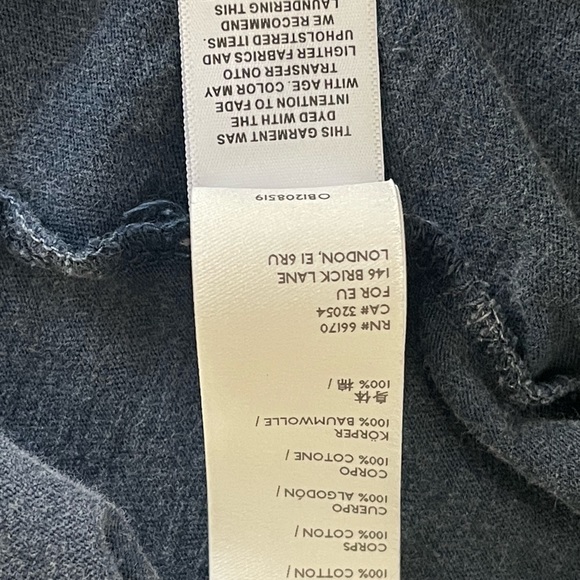 100% COTTON /
CORPS
100% COTON /
CUERPO
100% ALGODÓN /
CORPO
100% COTONE /
KÖRPER
100% BAUMWOLLE /
身体
100% 棉 /
RN# 66170
CA# 32054
FOR EU
146 BRICK LANE
LONDON, E1 6RU
OB1208519
THIS GARMENT WAS
DYED WITH THE
INTENTION TO FADE
WITH AGE. COLOR MAY
TRANSFER ONTO
LIGHTER FABRICS AND
UPHOLSTERED ITEMS.
WE RECOMMEND
LAUNDERING THIS